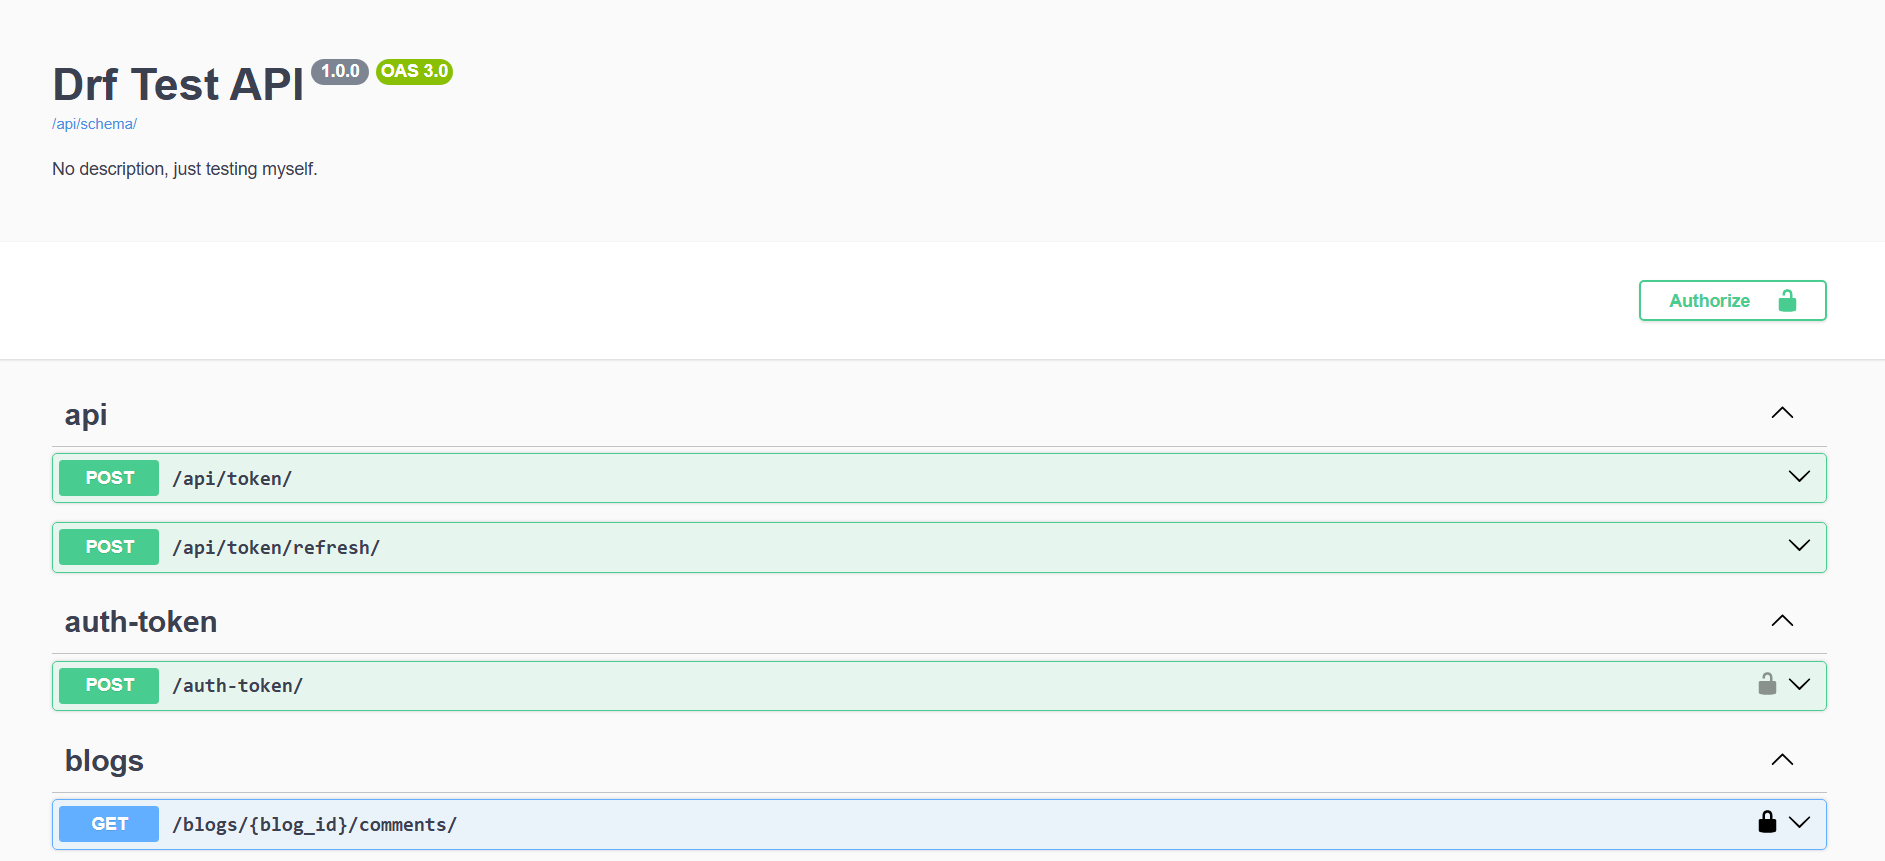 Drf Test API 1.0.0 OAS 3.0
/api/schema/
No description, just testing myself.
Authorize
api
POST /api/token/
POST /api/token/refresh/
auth-token
POST /auth-token/
blogs
GET /blogs/{blog_id}/comments/